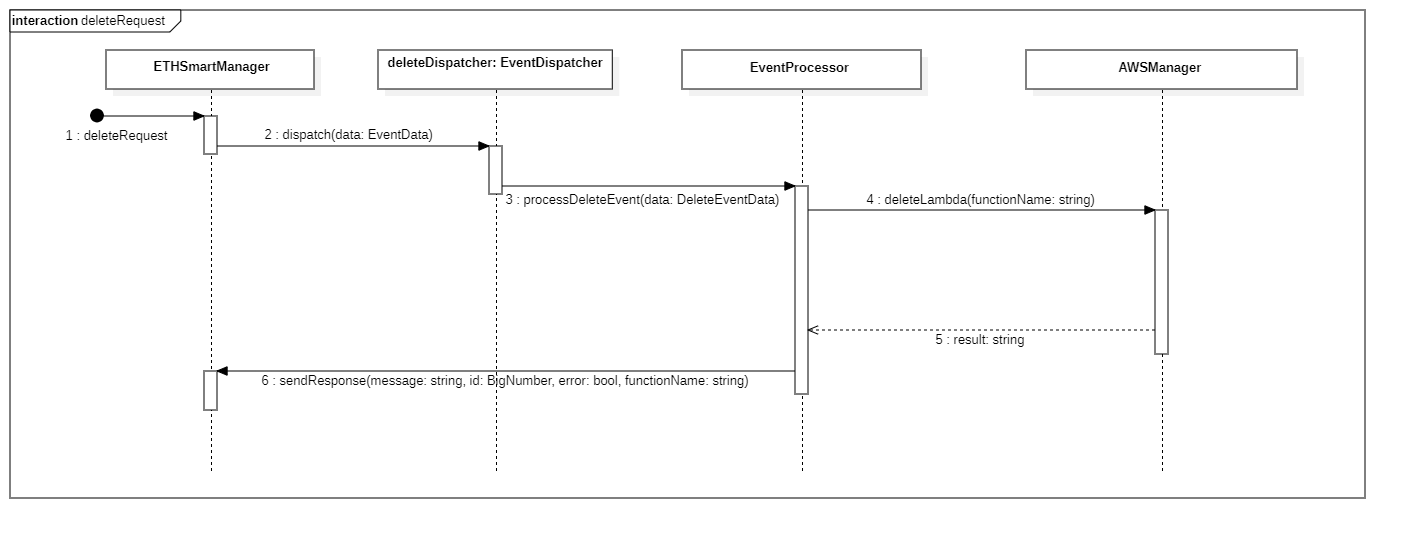 interaction deleteRequest
ETHSmartManager
deleteDispatcher: EventDispatcher
EventProcessor
AWSManager
1 : deleteRequest
2 : dispatch(data: EventData)
3 : processDeleteEvent(data: DeleteEventData)
4 : deleteLambda(functionName: string)
5 : result: string
6 : sendResponse(message: string, id: BigNumber, error: bool, functionName: string)